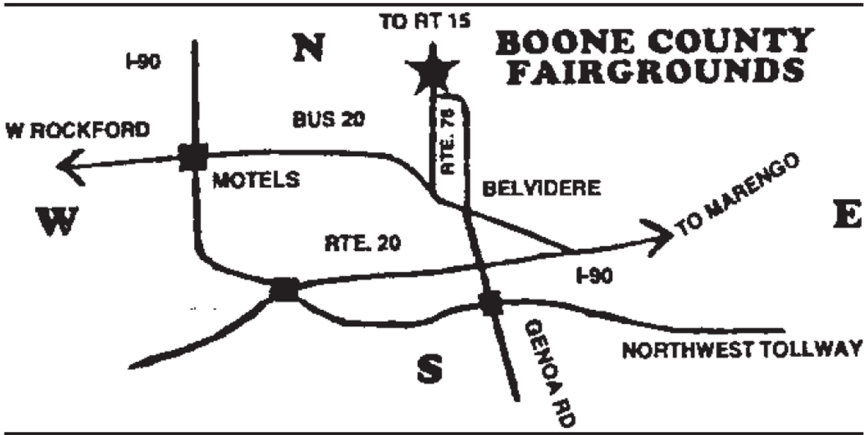 TO RT 15
BOONE COUNTY
FAIRGROUNDS
N
I-90
BUS 20
RTE. 76
W ROCKFORD
MOTELS
BELVIDERE
TO MARENGO
W
E
RTE. 20
I-90
GENOA RD
NORTHWEST TOLLWAY
S